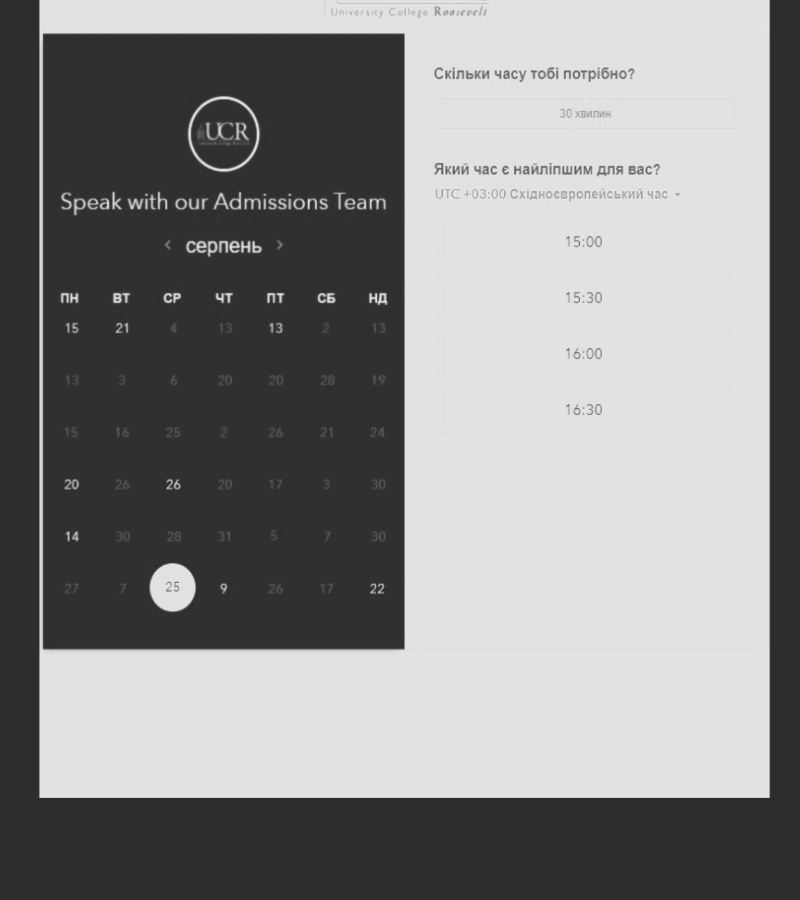 University College Roosevelt
UCR
Speak with our Admissions Team
‹ серпень ›
ПН ВТ СР ЧТ ПТ СБ НД
15 21 4 13 13 2 13
13 3 6 20 20 28 19
15 16 25 2 26 21 24
20 26 26 20 17 3 30
14 30 28 31 5 7 30
27 7 25 9 26 17 22
Скільки часу тобі потрібно?
30 хвилин
Який час є найліпшим для вас?
UTC +03:00 Східноєвропейський час
15:00
15:30
16:00
16:30